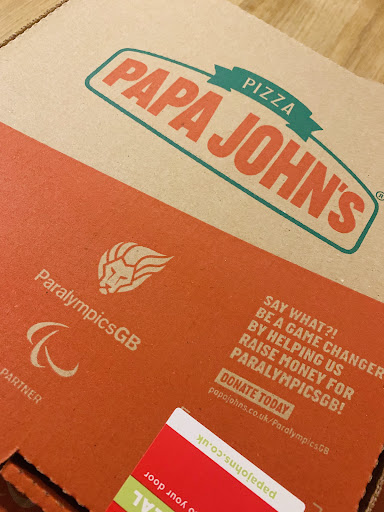 PIZZA
PAPA JOHN'S
®
ParalympicsGB
PARTNER
SAY WHAT?!
BE A GAME CHANGER
BY HELPING US
RAISE MONEY FOR
PARALYMPICSGB!
DONATE TODAY
papajohns.co.uk/ParalympicsGB
papajohns.co.uk
to your door